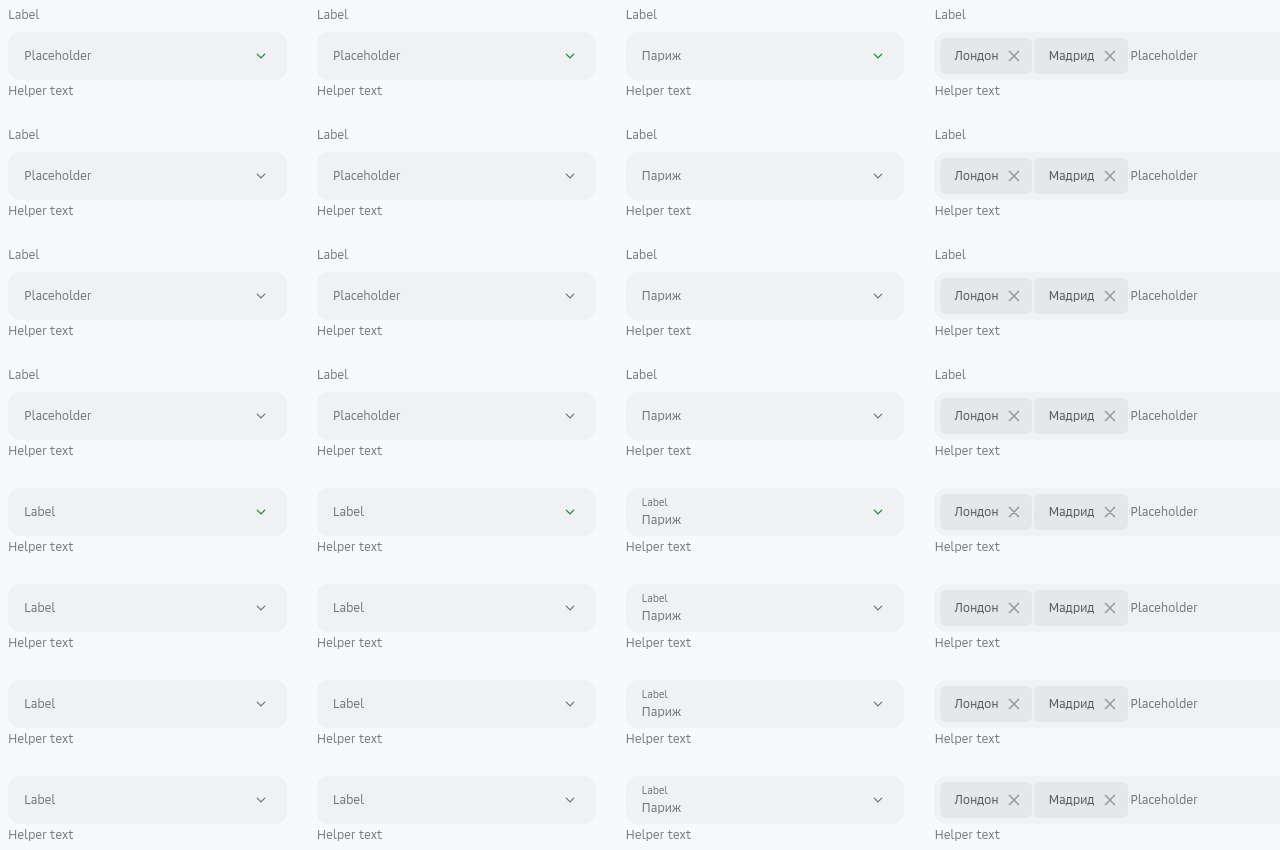 Label Label Label Label
Placeholder Placeholder Париж Лондон Мадрид Placeholder
Helper text Helper text Helper text Helper text
Label Label Label Label
Placeholder Placeholder Париж Лондон Мадрид Placeholder
Helper text Helper text Helper text Helper text
Label Label Label Label
Placeholder Placeholder Париж Лондон Мадрид Placeholder
Helper text Helper text Helper text Helper text
Label Label Label Label
Placeholder Placeholder Париж Лондон Мадрид Placeholder
Helper text Helper text Helper text Helper text
Label
Label Label Лондон Мадрид Placeholder
Париж
Helper text Helper text Helper text Helper text
Label
Label Label Лондон Мадрид Placeholder
Париж
Helper text Helper text Helper text Helper text
Label
Label Label Лондон Мадрид Placeholder
Париж
Helper text Helper text Helper text Helper text
Label
Label Label Лондон Мадрид Placeholder
Париж
Helper text Helper text Helper text Helper text